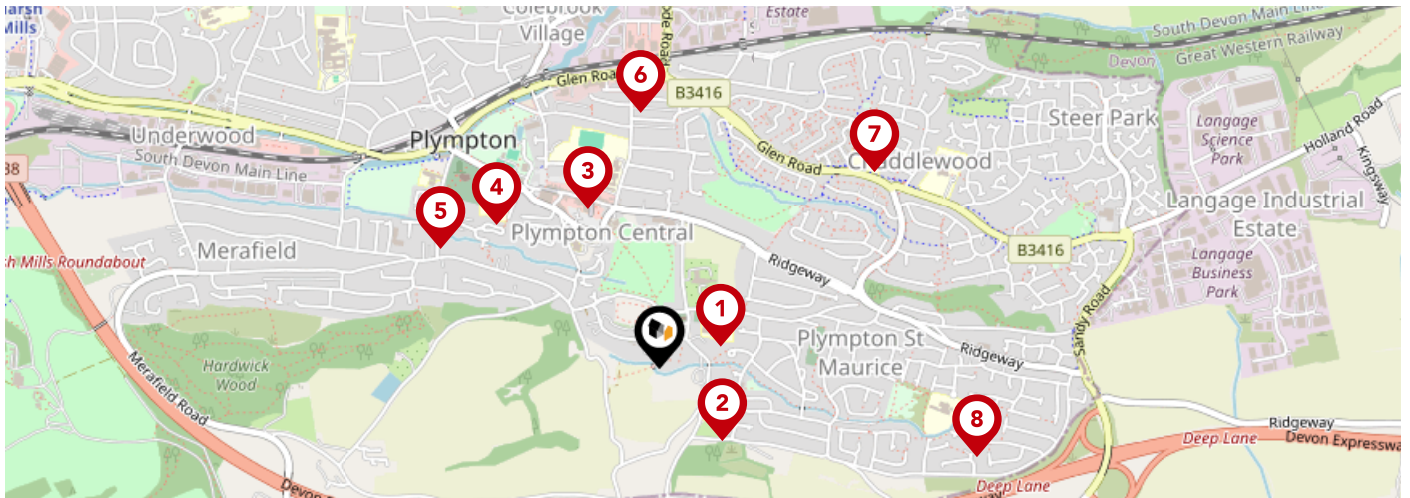 Marsh
Mills
Colebrook
Village
Estate
South Devon Main Line
Great Western Railway
Devon
Glen Road
6
B3416
Underwood
Plympton
South Devon Main Line
Steer Park
Langage
Science
Park
Holland Road
Kingsway
7
Chaddlewood
Glen Road
38
3
4
5
Merafield
Plympton Central
Langage Industrial
Estate
B3416
Langage
Business
Park
sh Mills Roundabout
Ridgeway
Sandy Road
1
Plympton St
Maurice
Ridgeway
Hardwick
Wood
Merafield Road
2
8
Ridgeway
Deep Lane
Devon Expressw
Deep Lane
Devon